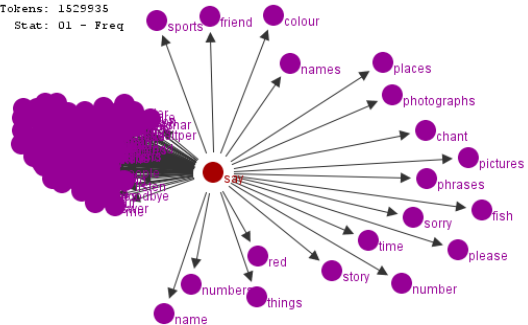 Tokens: 1529935
Stat: 01 - Freq
sports
friend
colour
names
places
photographs
chant
pictures
phrases
say
fish
sorry
time
please
red
story
number
numbers
things
name